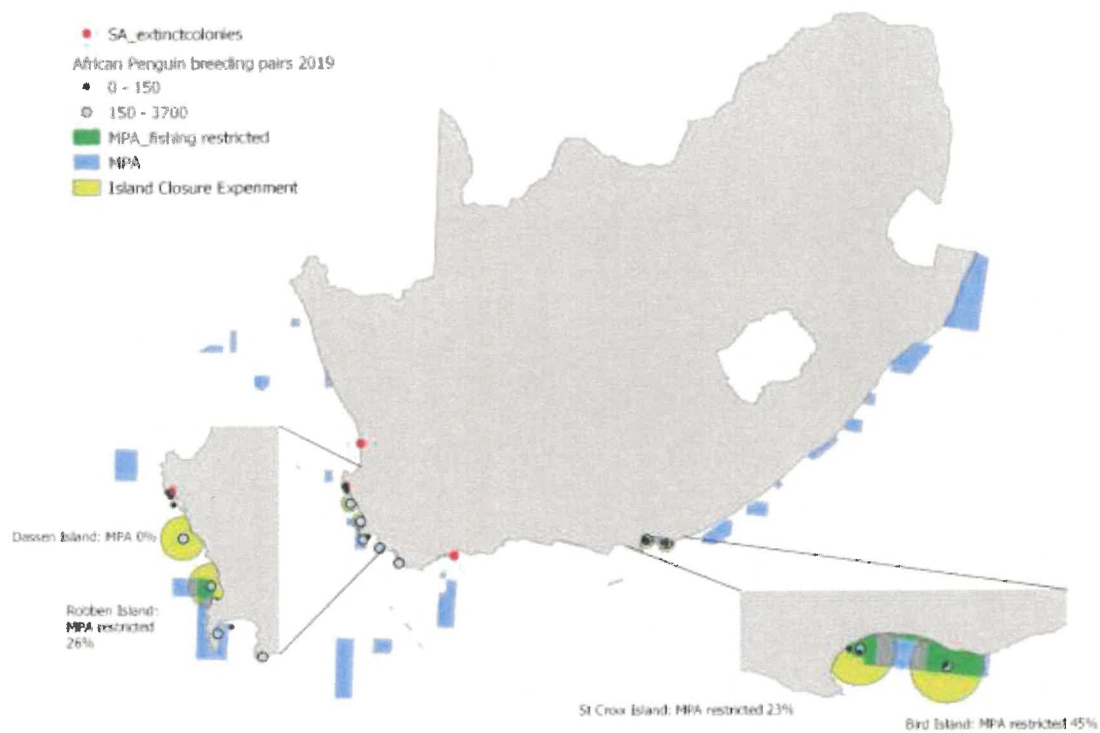 SA_extinctcolonies
African Penguin breeding pairs 2019
0 - 150
150 - 3700
MPA_fishing restricted
MPA
Island Closure Experiment
Dassen Island: MPA 0%
Robben Island:
MPA restricted
26%
St Croix Island: MPA restricted 23%
Bird Island: MPA restricted 45%